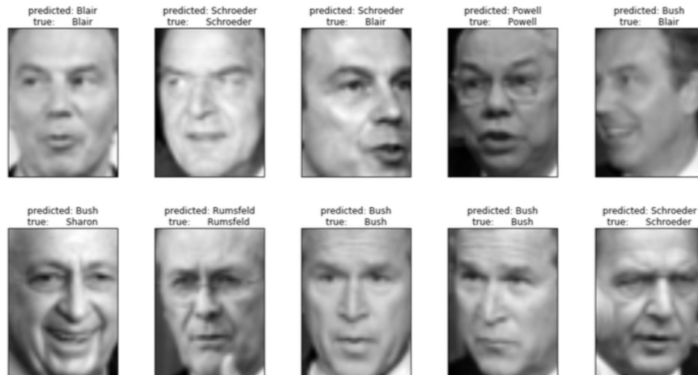 predicted: Blair
true: Blair
predicted: Schroeder
true: Schroeder
predicted: Schroeder
true: Blair
predicted: Powell
true: Powell
predicted: Bush
true: Blair
predicted: Bush
true: Sharon
predicted: Rumsfeld
true: Rumsfeld
predicted: Bush
true: Bush
predicted: Bush
true: Bush
predicted: Schroeder
true: Schroeder